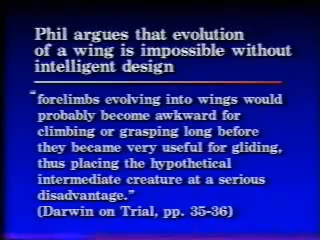 Phil argues that evolution
of a wing is impossible without
intelligent design
"forelimbs evolving into wings would
probably become awkward for
climbing or grasping long before
they became very useful for gliding,
thus placing the hypothetical
intermediate creature at a serious
disadvantage."
(Darwin on Trial, pp. 35-36)